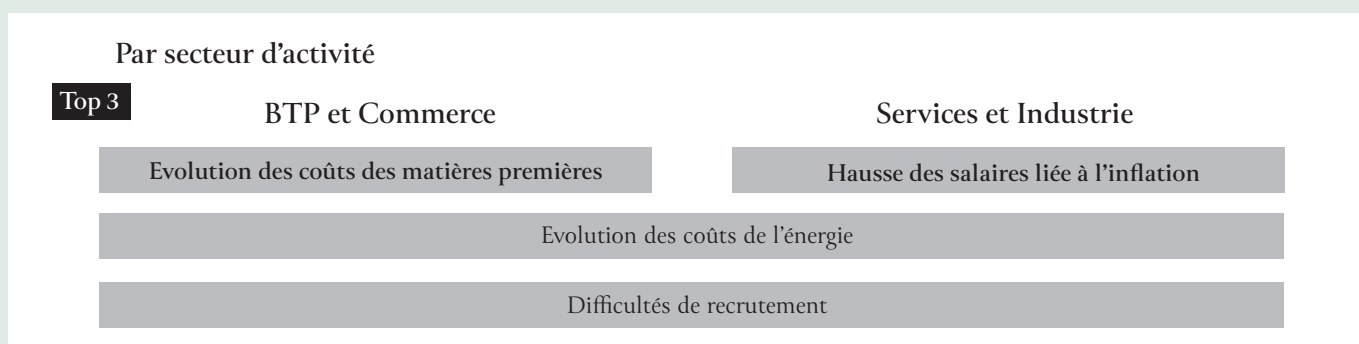 Par secteur d'activité
Top 3
BTP et Commerce
Services et Industrie
Evolution des coûts des matières premières
Hausse des salaires liée à l'inflation
Evolution des coûts de l'énergie
Difficultés de recrutement